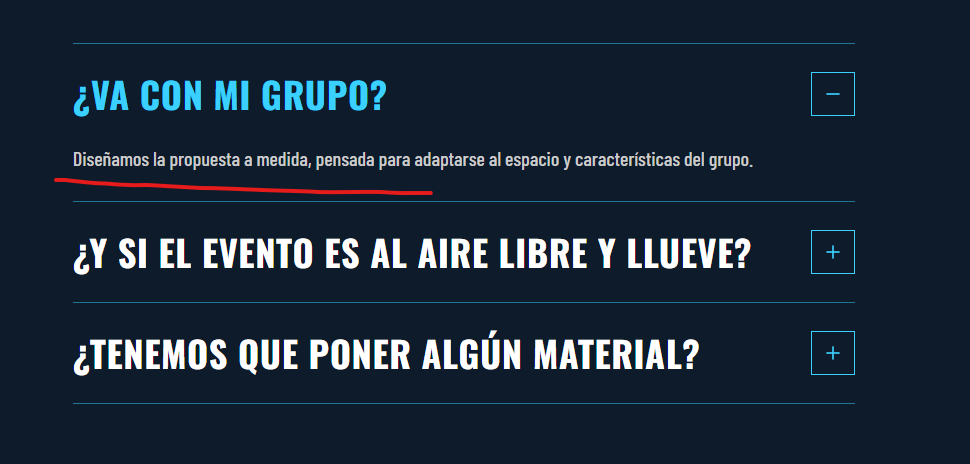 ¿VA CON MI GRUPO?
Diseñamos la propuesta a medida, pensada para adaptarse al espacio y características del grupo.
¿Y SI EL EVENTO ES AL AIRE LIBRE Y LLUEVE?
¿TENEMOS QUE PONER ALGÚN MATERIAL?